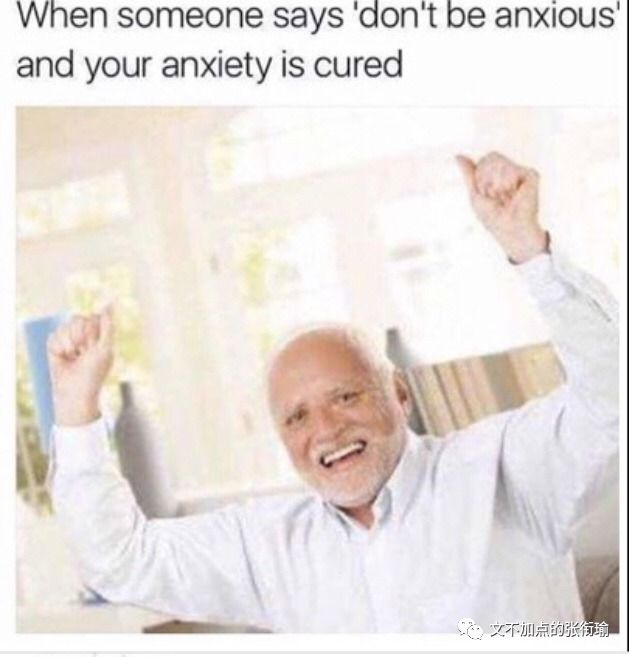 When someone says 'don't be anxious'
and your anxiety is cured
文不加点的张衔瑜